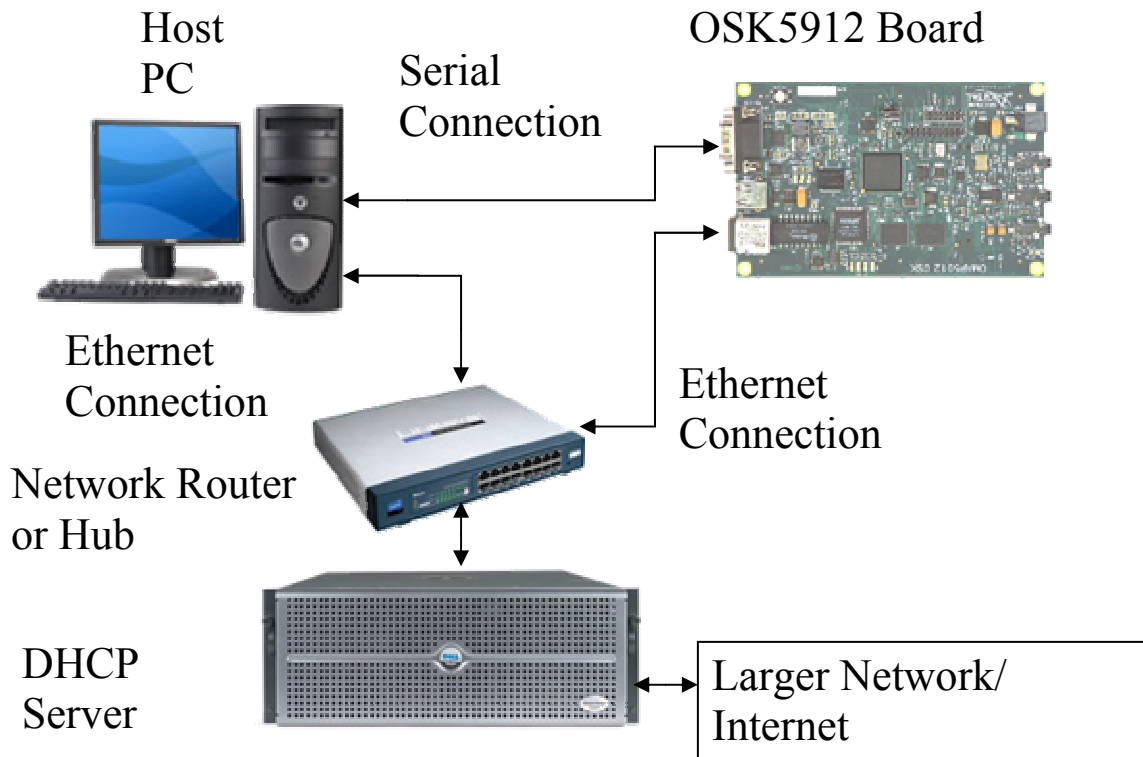 Host
PC
OSK5912 Board
Serial
Connection
Ethernet
Connection
Ethernet
Connection
Network Router
or Hub
DHCP
Server
Larger Network/
Internet